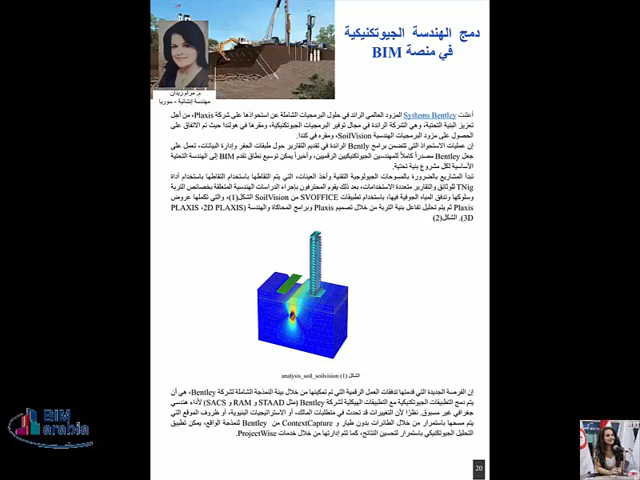 دمج الهندسة الجيوتكنيكية
في منصة BIM
م. مرام زيدان
مهندسة إنشائية - سوريا
أعلنت Systems Bentley المزود العالمي الرائد في حلول البرمجيات الشاملة عن استحواذها على شركة Plaxis، من أجل
تعزيز البنية التحتية، وهي الشركة الرائدة في مجال توفير البرمجيات الجيوتكنيكية، ومقرها في هولندا حيث تم الاتفاق على
الحصول على مزود البرمجيات الهندسية SoilVision، ومقره في كندا.
إن عمليات الاستحواذ التي تتضمن برامج Bently الرائدة في تقديم التقارير حول طبقات الحفر وإدارة البيانات، تعمل على
جعل Bentley مصدراً كاملاً للمهندسين الجيوتكنيكيين الرقميين، وأخيراً يمكن توسيع نطاق تقدم BIM إلى الهندسة التحتية
الأساسية لكل مشروع بنية تحتية.
تبدأ المشاريع بالضرورة بالمسوحات الجيولوجية التقنية وأخذ العينات، التي يتم التقاطها باستخدام التقاطها باستخدام أداة
gINT للوثائق والتقارير متعددة الاستخدامات، بعد ذلك يقوم المحترفون بإجراء الدراسات الهندسية المتعلقة بخصائص التربة
وسلوكها وتدفق المياه الجوفية فيها، باستخدام تطبيقات SVOFFICE من SoilVision الشكل(1)، والتي تكملها عروض
Plaxis ثم يتم تحليل تفاعل بنية التربة من خلال تصميم Plaxis وبرامج المحاكاة والهندسة (PLAXIS 2D، PLAXIS
3D). الشكل(2)
الشكل (1) analysis_soil_soilvision
إن الفرصة الجديدة التي قدمتها تدفقات العمل الرقمية التي تم تمكينها من خلال بيئة النمذجة الشاملة لشركة Bentley، هي أن
يتم دمج التطبيقات الجيوتكنيكية مع التطبيقات الهيكلية لشركة Bentley (مثل STAAD و RAM و SACS) لأداء هندسي
جغرافي غير مسبوق. نظرًا لأن التغييرات قد تحدث في متطلبات المالك، أو الاستراتيجيات البنيوية، أو ظروف الموقع التي
يتم مسحها باستمرار من خلال الطائرات بدون طيار و ContextCapture من Bentley لنمذجة الواقع، يمكن تطبيق
التحليل الجيوتكنيكي باستمرار لتحسين النتائج، كما تتم إدارتها من خلال خدمات ProjectWise.
20
BIM
arabia